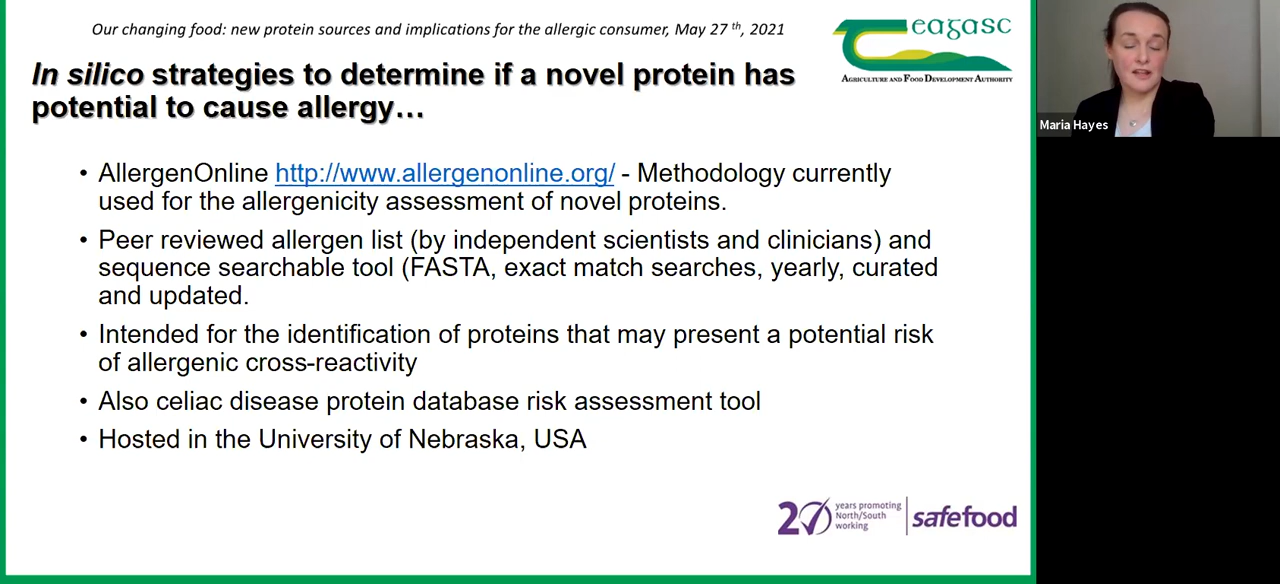 Our changing food: new protein sources and implications for the allergic consumer, May 27 th, 2021
eagasc
AGRICULTURE AND FOOD DEVELOPMENT AUTHORITY
In silico strategies to determine if a novel protein has
potential to cause allergy…
Maria Hayes
• AllergenOnline http://www.allergenonline.org/ - Methodology currently
used for the allergenicity assessment of novel proteins.
• Peer reviewed allergen list (by independent scientists and clinicians) and
sequence searchable tool (FASTA, exact match searches, yearly, curated
and updated.
• Intended for the identification of proteins that may present a potential risk
of allergenic cross-reactivity
• Also celiac disease protein database risk assessment tool
• Hosted in the University of Nebraska, USA
20 years promoting
North/South
working
safefood